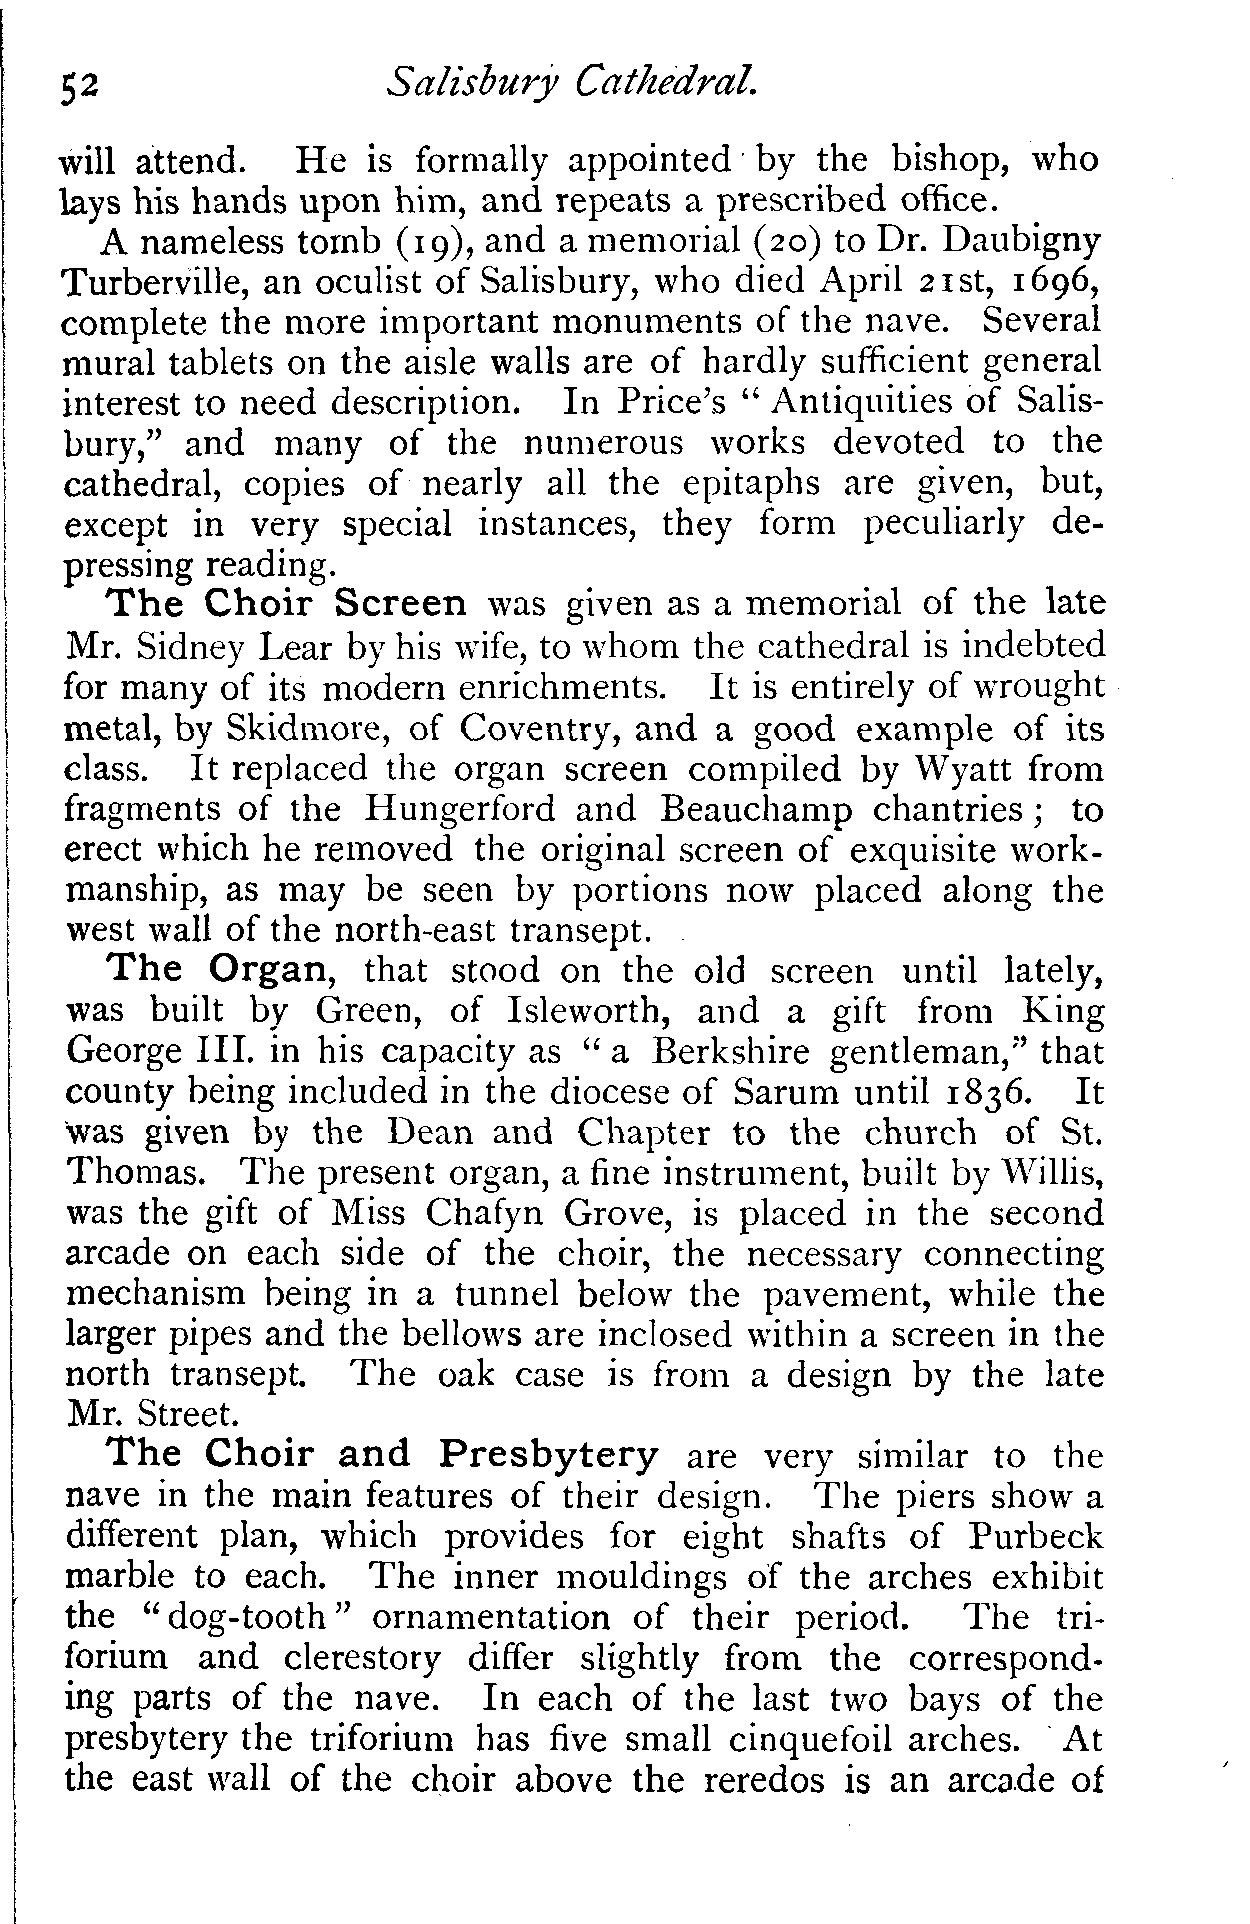 52 Salisbury Cathedral.
will attend. He is formally appointed by the bishop, who
lays his hands upon him, and repeats a prescribed office.
A nameless tomb (19), and a memorial (20) to Dr. Daubigny
Turberville, an oculist of Salisbury, who died April 21st, 1696,
complete the more important monuments of the nave. Several
mural tablets on the aisle walls are of hardly sufficient general
interest to need description. In Price's “ Antiquities of Salis-
bury,” and many of the numerous works devoted to the
cathedral, copies of nearly all the epitaphs are given, but,
except in very special instances, they form peculiarly de-
pressing reading.
The Choir Screen was given as a memorial of the late
Mr. Sidney Lear by his wife, to whom the cathedral is indebted
for many of its modern enrichments. It is entirely of wrought
metal, by Skidmore, of Coventry, and a good example of its
class. It replaced the organ screen compiled by Wyatt from
fragments of the Hungerford and Beauchamp chantries ; to
erect which he removed the original screen of exquisite work-
manship, as may be seen by portions now placed along the
west wall of the north-east transept.
The Organ, that stood on the old screen until lately,
was built by Green, of Isleworth, and a gift from King
George III. in his capacity as “ a Berkshire gentleman,” that
county being included in the diocese of Sarum until 1836. It
was given by the Dean and Chapter to the church of St.
Thomas. The present organ, a fine instrument, built by Willis,
was the gift of Miss Chafyn Grove, is placed in the second
arcade on each side of the choir, the necessary connecting
mechanism being in a tunnel below the pavement, while the
larger pipes and the bellows are inclosed within a screen in the
north transept. The oak case is from a design by the late
Mr. Street.
The Choir and Presbytery are very similar to the
nave in the main features of their design. The piers show a
different plan, which provides for eight shafts of Purbeck
marble to each. The inner mouldings of the arches exhibit
the “ dog-tooth ” ornamentation of their period. The tri-
forium and clerestory differ slightly from the correspond-
ing parts of the nave. In each of the last two bays of the
presbytery the triforium has five small cinquefoil arches. At
the east wall of the choir above the reredos is an arcade of